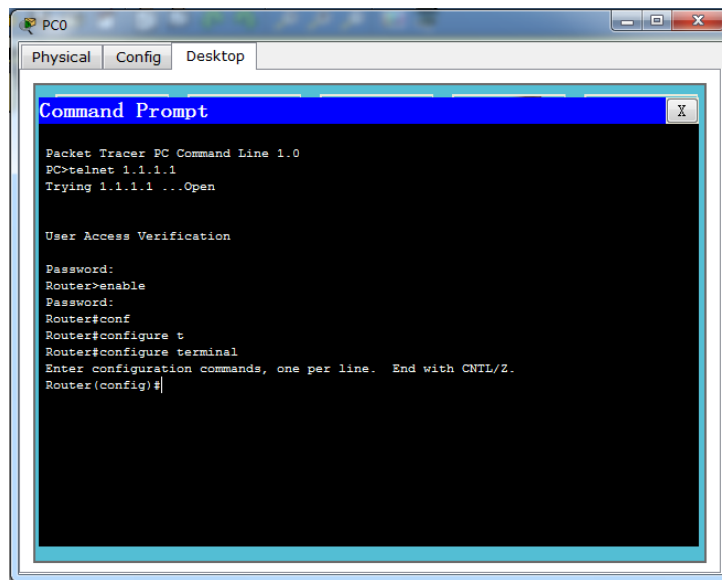 PC0
Physical Config Desktop
Command Prompt
X
Packet Tracer PC Command Line 1.0
PC>telnet 1.1.1.1
Trying 1.1.1.1 ...Open
User Access Verification
Password:
Router>enable
Password:
Router#conf
Router#configure t
Router#configure terminal
Enter configuration commands, one per line.  End with CNTL/Z.
Router(config)#